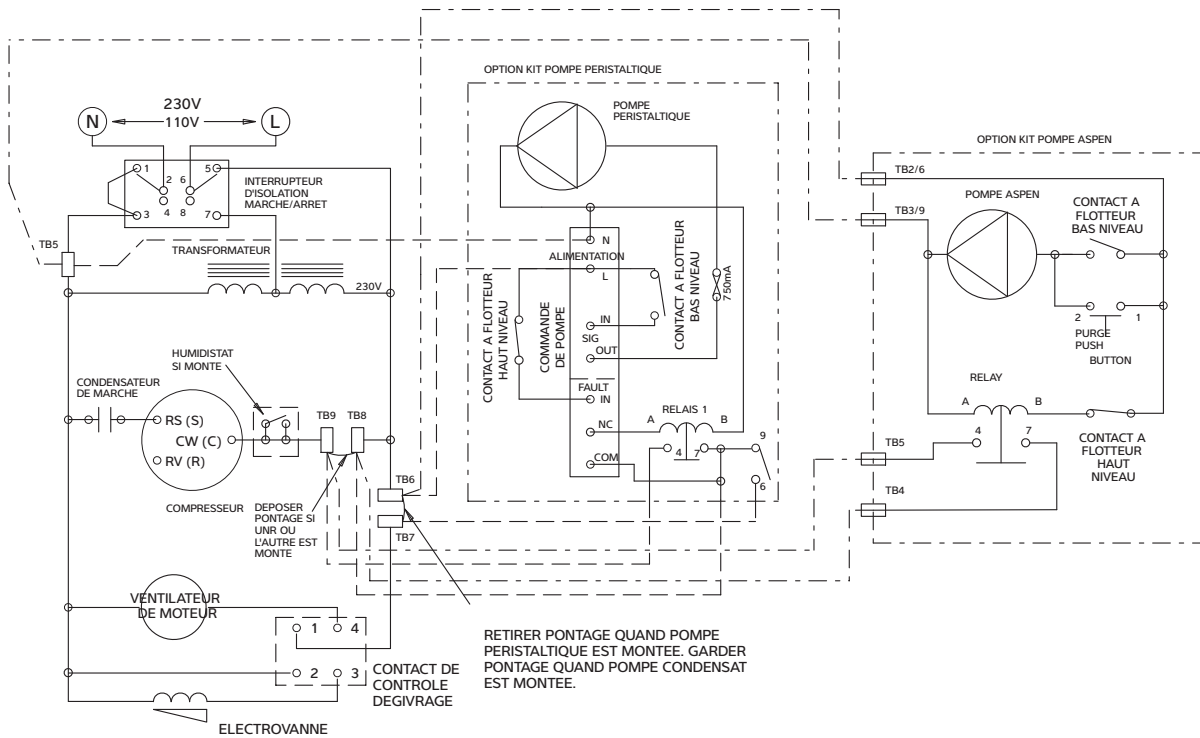 OPTION KIT POMPE PERISTALTIQUE
230V
110V
N
L
POMPE
PERISTALTIQUE
OPTION KIT POMPE ASPEN
1
5
2
6
4
8
3
7
INTERRUPTEUR
D'ISOLATION
MARCHE/ARRET
TB2/6
POMPE ASPEN
CONTACT A
FLOTTEUR
BAS NIVEAU
TB3/9
TB5
TRANSFORMATEUR
230V
N
ALIMENTATION
L
IN
SIG
OUT
FAULT
IN
NC
COM
COMMANDE
DE POMPE
CONTACT A FLOTTEUR
HAUT NIVEAU
CONTACT A FLOTTEUR
BAS NIVEAU
750mA
2
1
PURGE
PUSH
BUTTON
HUMIDISTAT
SI MONTE
CONDENSATEUR
DE MARCHE
RS (S)
CW (C)
RV (R)
COMPRESSEUR
TB9
TB8
RELAIS 1
A
B
4
7
9
6
RELAY
A
B
4
7
CONTACT A
FLOTTEUR
HAUT
NIVEAU
TB5
TB4
DEPOSER
PONTAGE SI
UNR OU
L'AUTRE EST
MONTE
TB6
TB7
VENTILATEUR
DE MOTEUR
1
4
2
3
CONTACT DE
CONTROLE
DEGIVRAGE
RETIRER PONTAGE QUAND POMPE
PERISTALTIQUE EST MONTEE. GARDER
PONTAGE QUAND POMPE CONDENSAT
EST MONTEE.
ELECTROVANNE